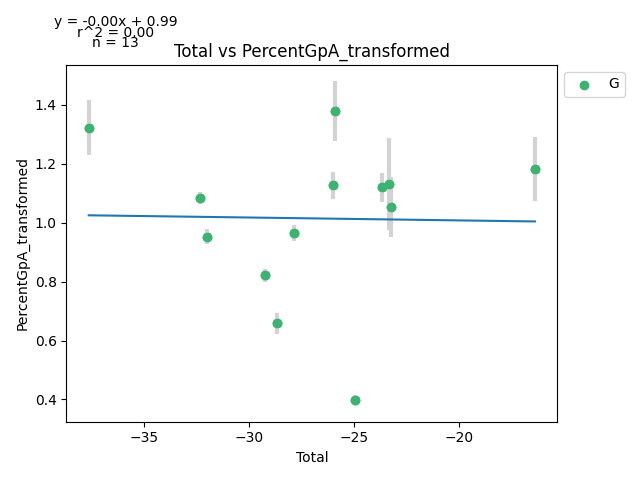 y = -0.00x + 0.99
r^2 = 0.00
n = 13
Total vs PercentGpA_transformed
G
PercentGpA_transformed
1.4
1.2
1.0
0.8
0.6
0.4
−35
−30
−25
−20
Total